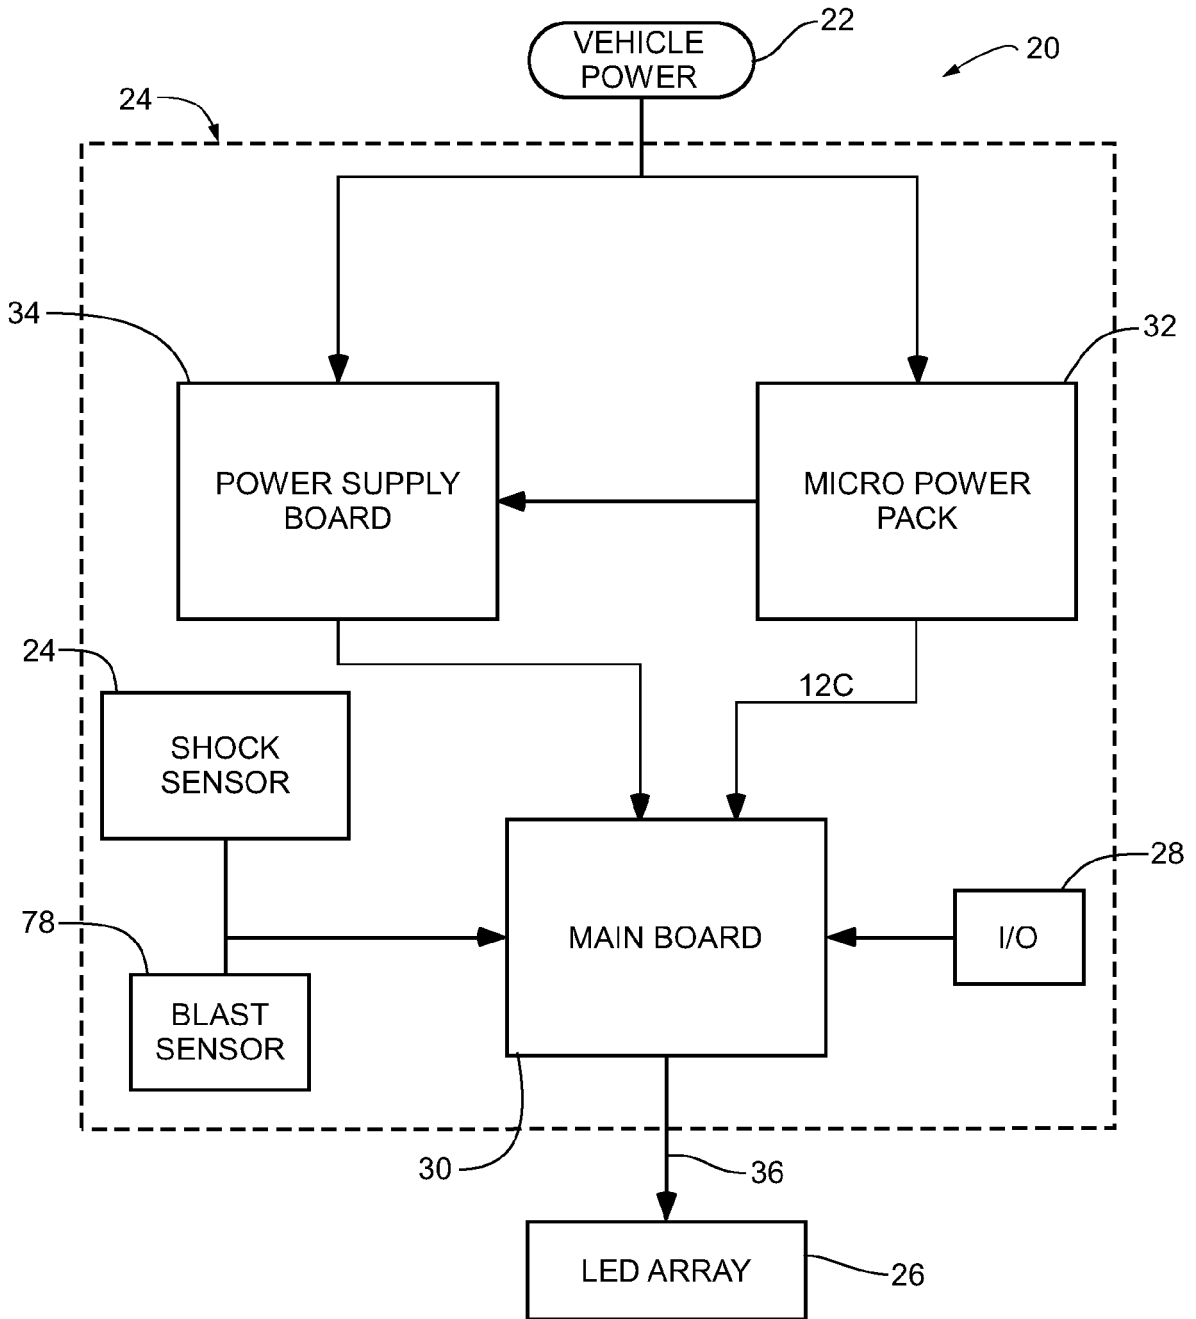 VEHICLE
POWER
22
20
24
34
32
POWER SUPPLY
BOARD
MICRO POWER
PACK
24
12C
SHOCK
SENSOR
28
78
MAIN BOARD
I/O
BLAST
SENSOR
30
36
LED ARRAY
26